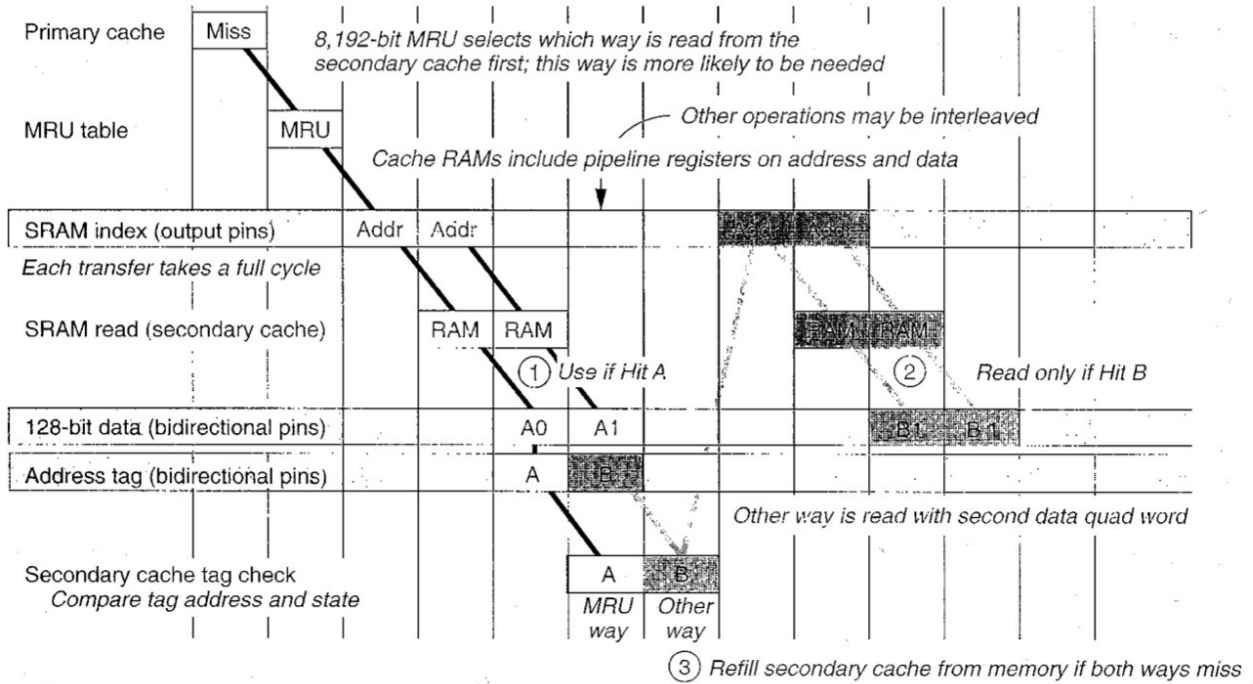 Primary cache
Miss
8,192-bit MRU selects which way is read from the
secondary cache first; this way is more likely to be needed
MRU table
MRU
Other operations may be interleaved
Cache RAMs include pipeline registers on address and data
SRAM index (output pins)
Addr
Addr
Addr
Addr
Each transfer takes a full cycle
SRAM read (secondary cache)
RAM
RAM
RAM
RAM
1 Use if Hit A
2 Read only if Hit B
128-bit data (bidirectional pins)
A0
A1
B1
B1
Address tag (bidirectional pins)
A
B
Other way is read with second data quad word
Secondary cache tag check
A
B
Compare tag address and state
MRU
way
Other
way
3 Refill secondary cache from memory if both ways miss